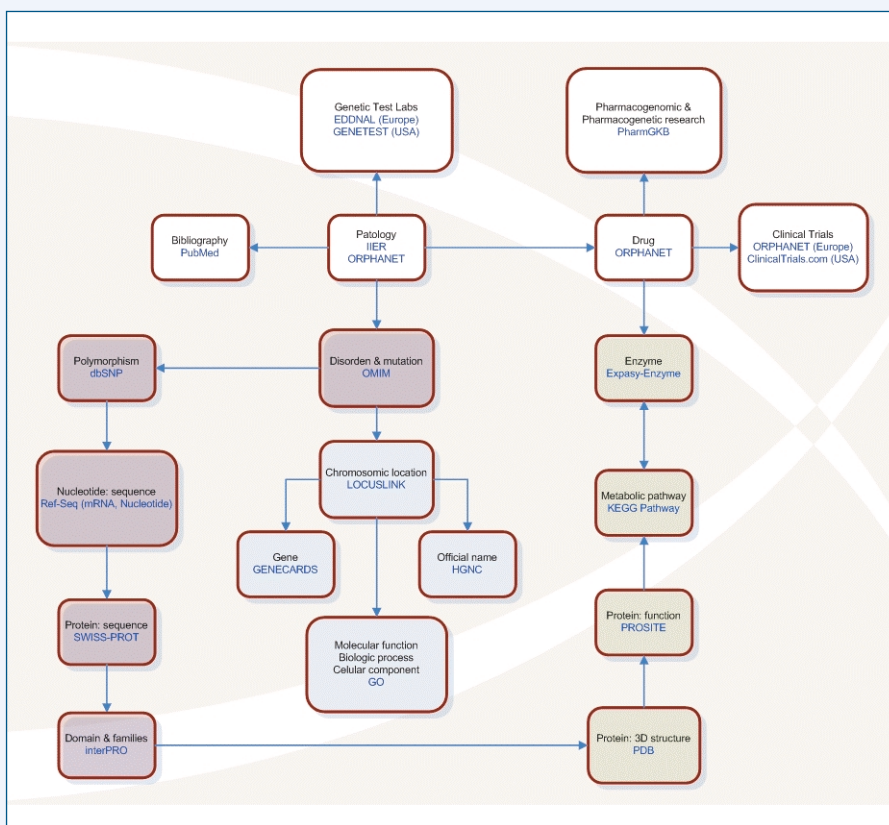 Genetic Test Labs
EDDNAL (Europe)
GENETEST (USA)
Pharmacogenomic &
Pharmacogenetic research
PharmGKB
Bibliography
PubMed
Patology
IIER
ORPHANET
Drug
ORPHANET
Clinical Trials
ORPHANET (Europe)
ClinicalTrials.com (USA)
Polymorphism
dbSNP
Disorden & mutation
OMIM
Enzyme
Expasy-Enzyme
Nucleotide: sequence
Ref-Seq (mRNA, Nucleotide)
Chromosomic location
LOCUSLINK
Metabolic pathway
KEGG Pathway
Gene
GENECARDS
Official name
HGNC
Protein: sequence
SWISS-PROT
Molecular function
Biologic process
Celular component
GO
Protein: function
PROSITE
Domain & families
interPRO
Protein: 3D structure
PDB